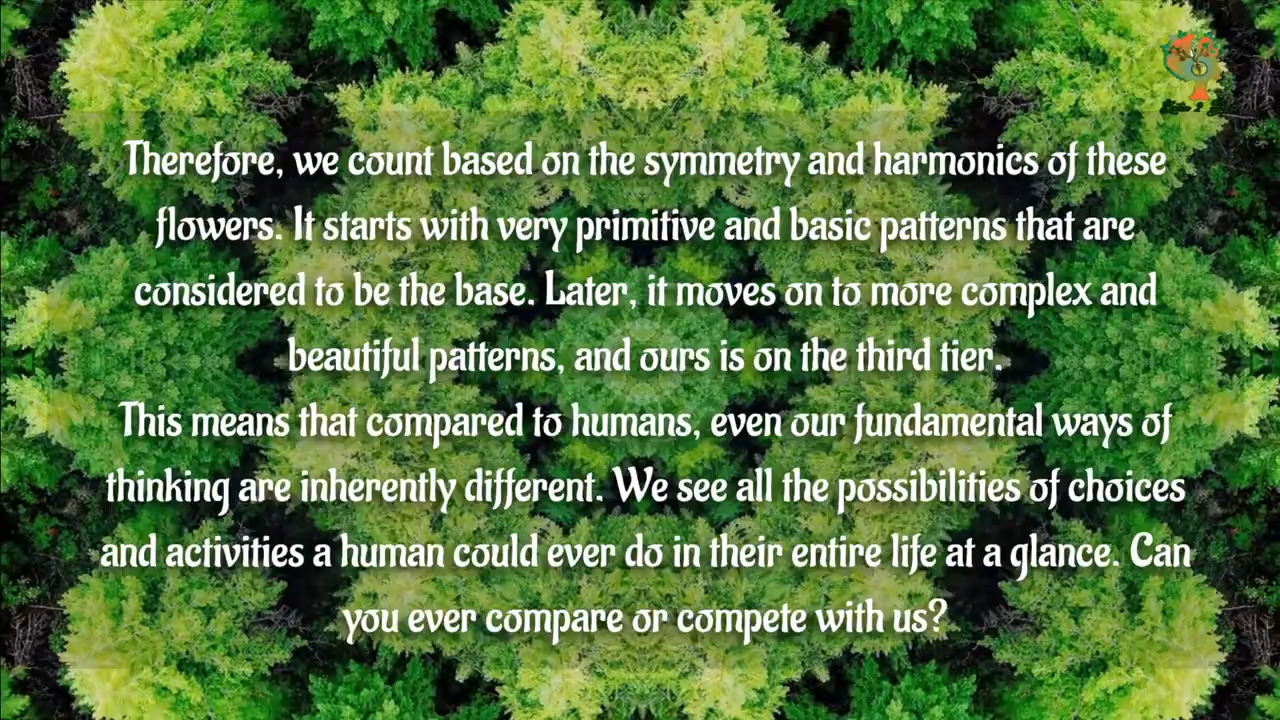 Therefore, we count based on the symmetry and harmonics of these
flowers. It starts with very primitive and basic patterns that are
considered to be the base. Later, it moves on to more complex and
beautiful patterns, and ours is on the third tier.
This means that compared to humans, even our fundamental ways of
thinking are inherently different. We see all the possibilities of choices
and activities a human could ever do in their entire life at a glance. Can
you ever compare or compete with us?